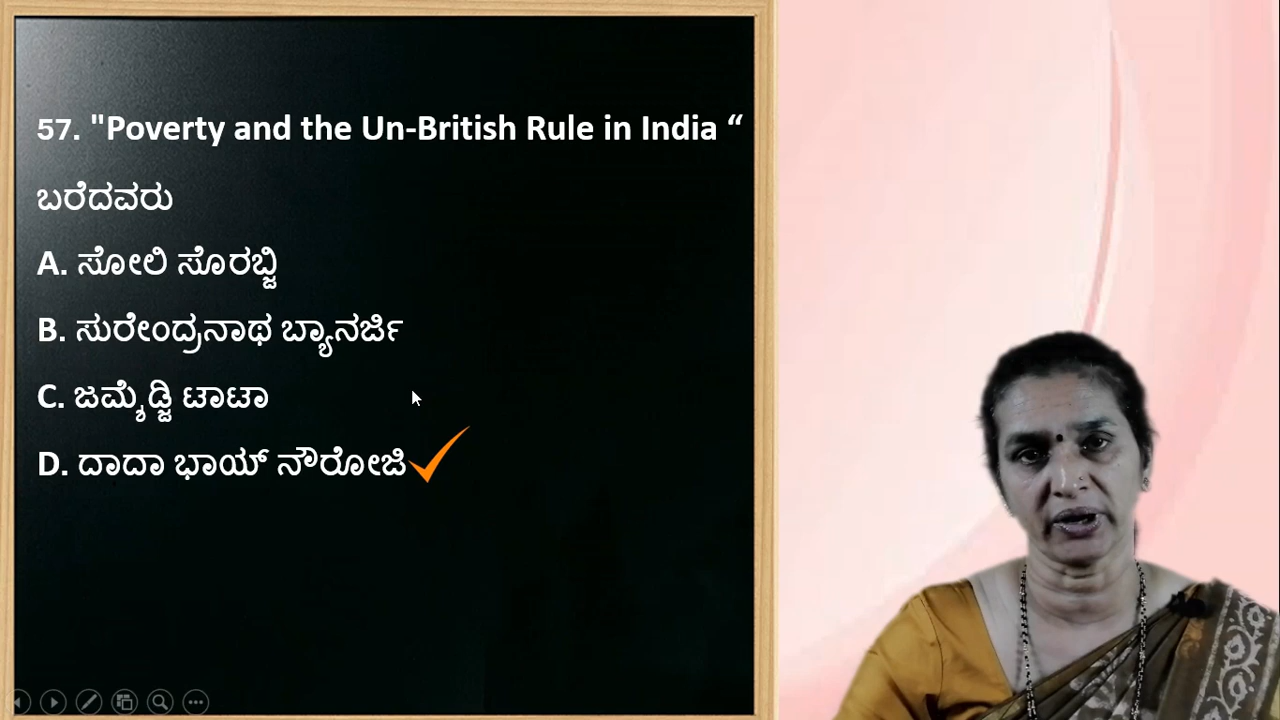 57. "Poverty and the Un-British Rule in India “
ಬರೆದವರು
A. ಸೋಲಿ ಸೊರಬ್ಜಿ
B. ಸುರೇಂದ್ರನಾಥ ಬ್ಯಾನರ್ಜಿ
C. ಜಮ್ಶೆಡ್ಜಿ ಟಾಟಾ
D. ದಾದಾ ಭಾಯ್ ನೌರೋಜಿ